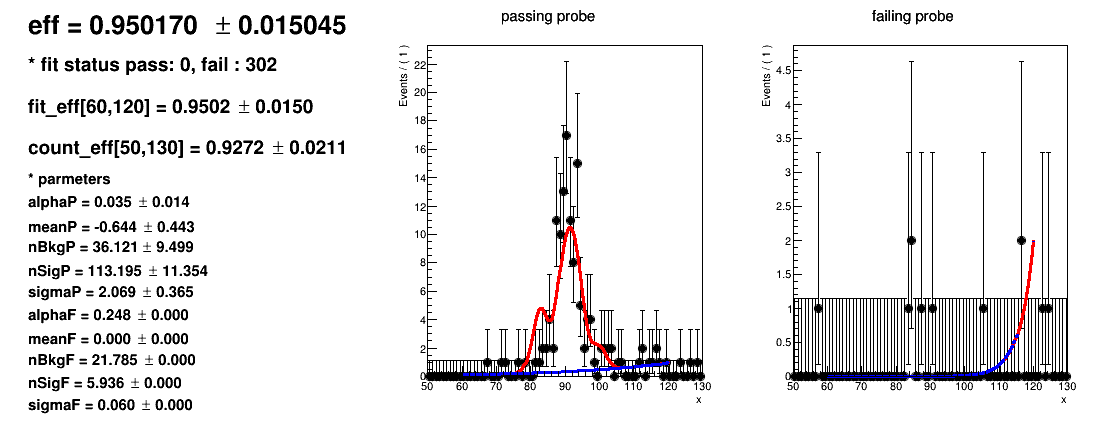 eff = 0.950170 ± 0.015045
* fit status pass: 0, fail : 302
fit_eff[60,120] = 0.9502 ± 0.0150
count_eff[50,130] = 0.9272 ± 0.0211
* parmeters
alphaP = 0.035 ± 0.014
meanP = -0.644 ± 0.443
nBkgP = 36.121 ± 9.499
nSigP = 113.195 ± 11.354
sigmaP = 2.069 ± 0.365
alphaF = 0.248 ± 0.000
meanF = 0.000 ± 0.000
nBkgF = 21.785 ± 0.000
nSigF = 5.936 ± 0.000
sigmaF = 0.060 ± 0.000
passing probe
Events / ( 1 )
22
20
18
16
14
12
10
8
6
4
2
0
50 60 70 80 90 100 110 120 130
x
failing probe
Events / ( 1 )
4.5
4
3.5
3
2.5
2
1.5
1
0.5
0
50 60 70 80 90 100 110 120 130
x